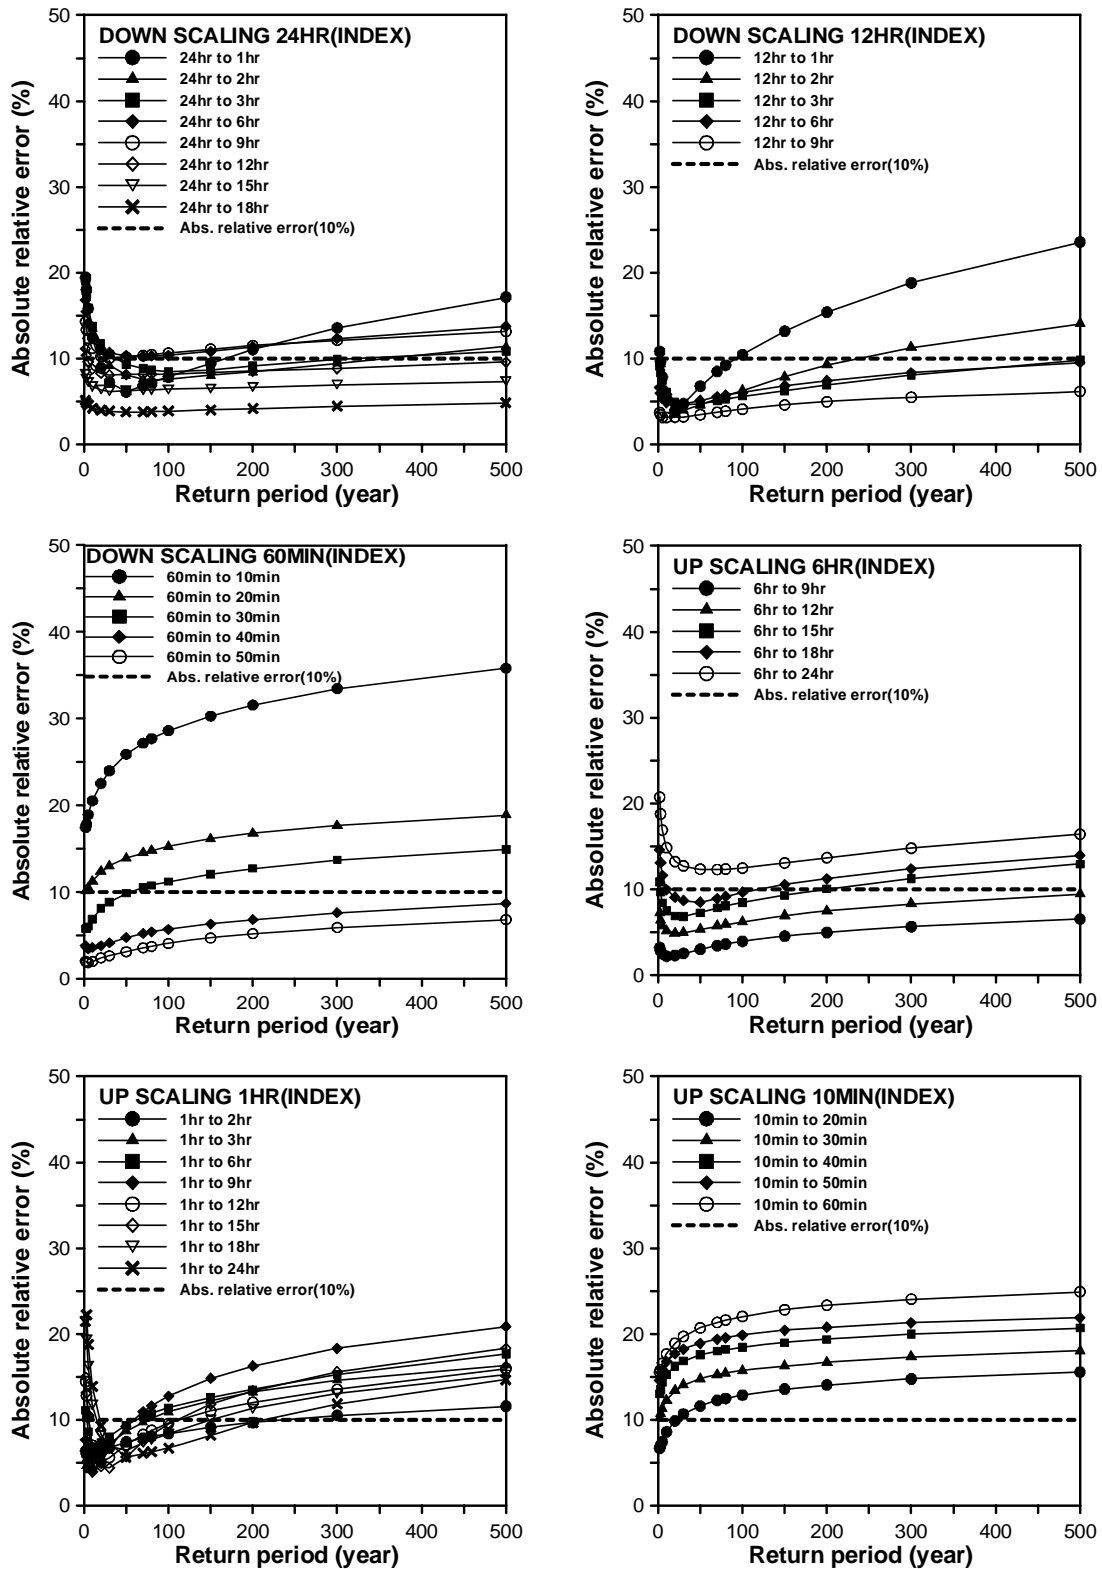 DOWN SCALING 24HR(INDEX)
24hr to 1hr
24hr to 2hr
24hr to 3hr
24hr to 6hr
24hr to 9hr
24hr to 12hr
24hr to 15hr
24hr to 18hr
Abs. relative error(10%)
Absolute relative error (%)
50
40
30
20
10
0
0 100 200 300 400 500
Return period (year)
DOWN SCALING 12HR(INDEX)
12hr to 1hr
12hr to 2hr
12hr to 3hr
12hr to 6hr
12hr to 9hr
Abs. relative error(10%)
Absolute relative error (%)
50
40
30
20
10
0
0 100 200 300 400 500
Return period (year)
DOWN SCALING 60MIN(INDEX)
60min to 10min
60min to 20min
60min to 30min
60min to 40min
60min to 50min
Abs. relative error(10%)
Absolute relative error (%)
50
40
30
20
10
0
0 100 200 300 400 500
Return period (year)
UP SCALING 6HR(INDEX)
6hr to 9hr
6hr to 12hr
6hr to 15hr
6hr to 18hr
6hr to 24hr
Abs. relative error(10%)
Absolute relative error (%)
50
40
30
20
10
0
0 100 200 300 400 500
Return period (year)
UP SCALING 1HR(INDEX)
1hr to 2hr
1hr to 3hr
1hr to 6hr
1hr to 9hr
1hr to 12hr
1hr to 15hr
1hr to 18hr
1hr to 24hr
Abs. relative error(10%)
Absolute relative error (%)
50
40
30
20
10
0
0 100 200 300 400 500
Return period (year)
UP SCALING 10MIN(INDEX)
10min to 20min
10min to 30min
10min to 40min
10min to 50min
10min to 60min
Abs. relative error(10%)
Absolute relative error (%)
50
40
30
20
10
0
0 100 200 300 400 500
Return period (year)